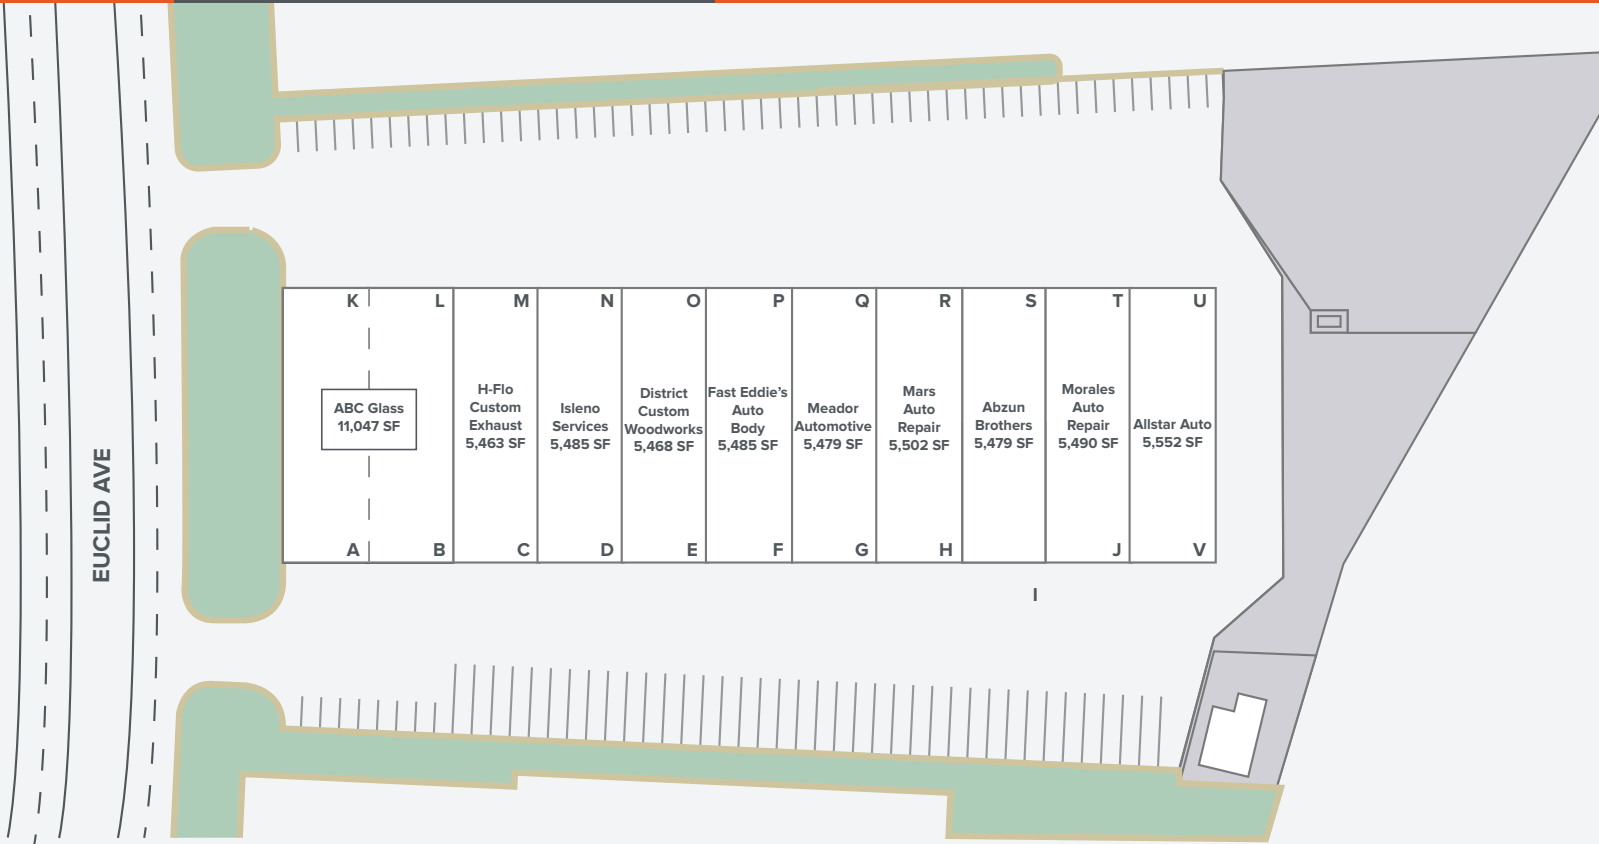 K L M N O P Q R S T U
ABC Glass
11,047 SF
H-Flo
Custom
Exhaust
5,463 SF
Isleno
Services
5,485 SF
District
Custom
Woodworks
5,468 SF
Fast Eddie's
Auto
Body
5,485 SF
Meador
Automotive
5,479 SF
Mars
Auto
Repair
5,502 SF
Abzun
Brothers
5,479 SF
Morales
Auto
Repair
5,490 SF
Allstar Auto
5,552 SF
EUCLID AVE
A B C D E F G H J V
I